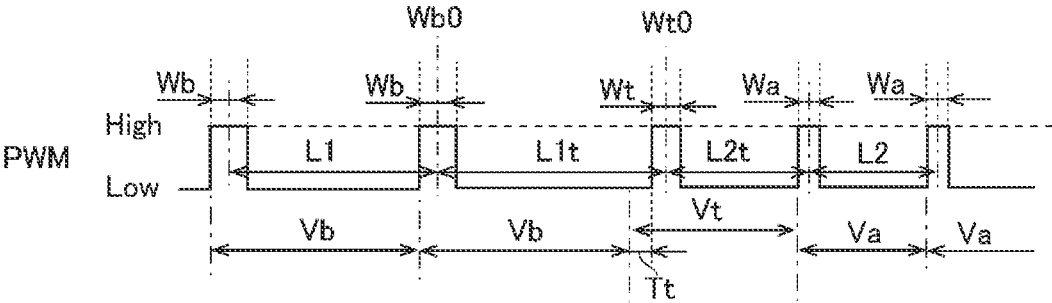 Wb0 Wt0
Wb Wb Wt Wa Wa
High
PWM L1 L1t L2t L2
Low
Vb Vb Vt Va Va
Tt